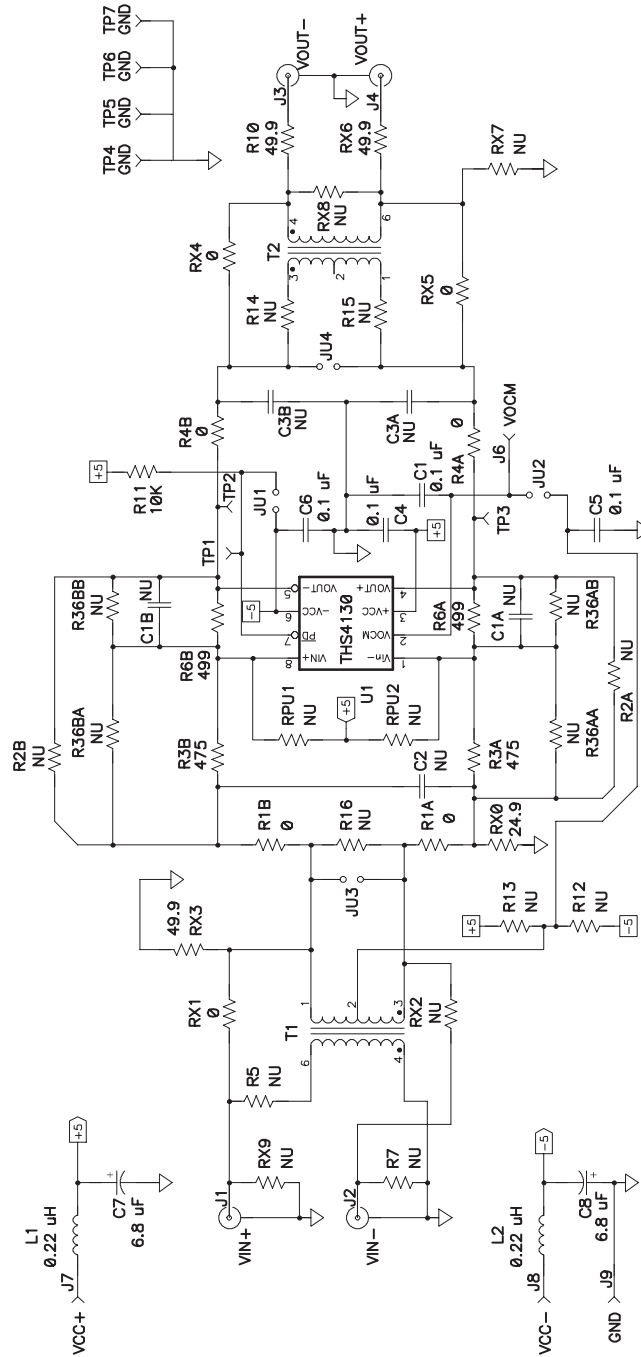 VCC+
J7
L1
0.22 uH
C7
6.8 uF
+
+5
VCC−
J8
L2
0.22 uH
C8
6.8 uF
+
−5
GND
J9
VIN+
J1
RX9
NU
R5
NU
RX1
0
RX3
49.9
VIN−
J2
R7
NU
T1
6
4
1
2
3
RX2
NU
JU3
R13
NU
R12
NU
+5
−5
R2B
NU
R36BA
NU
R36BB
NU
C1B
NU
R1B
0
R16
NU
R1A
0
RX0
24.9
R3B
475
R6B
499
C2
NU
R3A
475
R6A
499
RPU1
NU
RPU2
NU
+5
U1
THS4130
VIN+
8
PD
7
−VCC
6
VOUT−
5
Vin−
1
VOCM
2
+VCC
3
VOUT+
4
C1A
NU
R36AA
NU
R36AB
NU
R2A
NU
−5
+5
R11
10K
TP1
TP2
TP3
JU1
C6
0.1 uF
C4
0.1 uF
+5
C1
0.1 uF
R4B
0
R4A
0
C3B
NU
C3A
NU
J6
VOCM
JU2
C5
0.1 uF
JU4
R14
NU
R15
NU
RX4
0
RX5
0
T2
3
2
1
4
6
RX8
NU
R10
49.9
RX6
49.9
J3
VOUT−
J4
VOUT+
RX7
NU
TP4
GND
TP5
GND
TP6
GND
TP7
GND